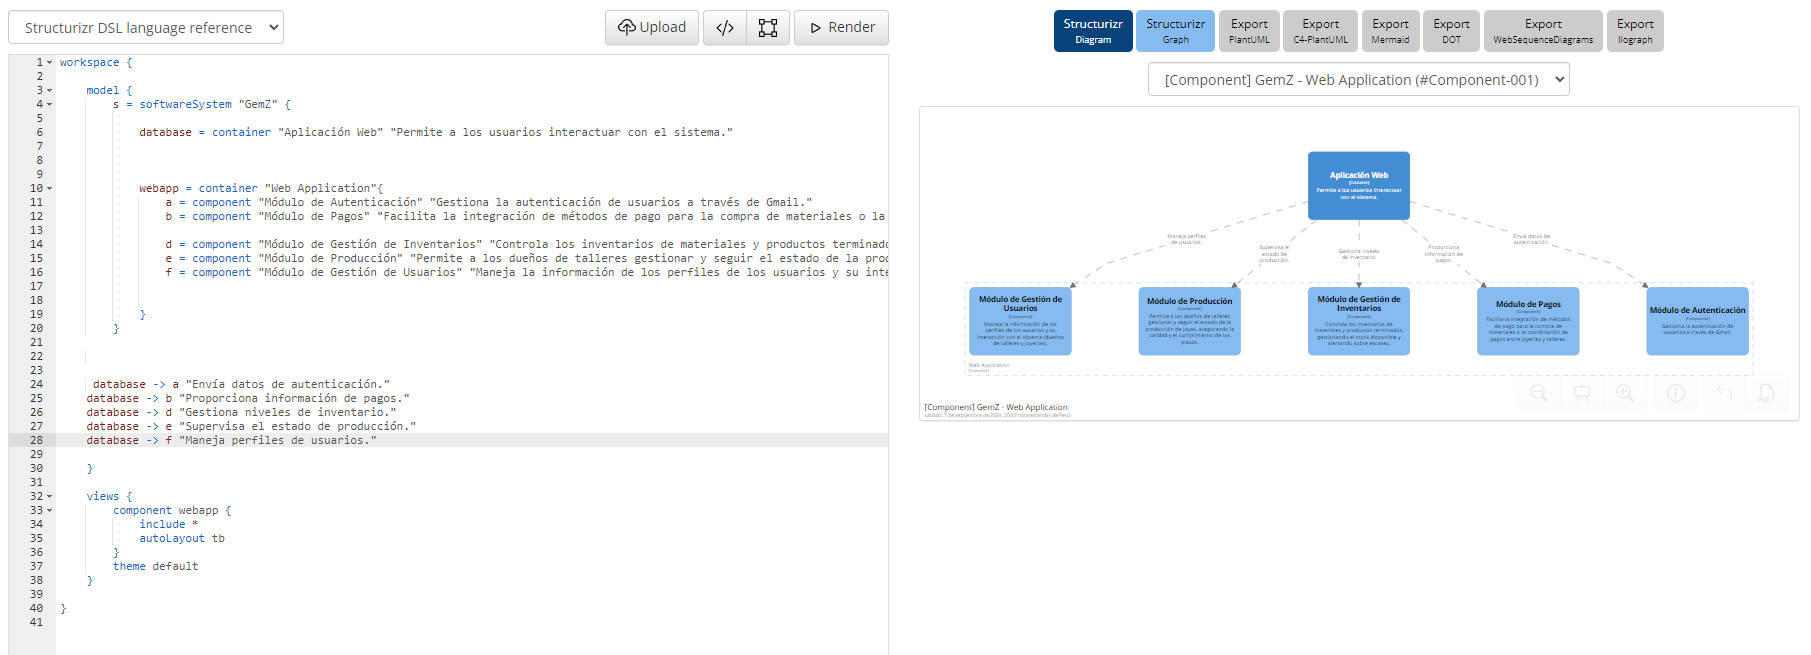 Structurizr DSL language reference
Upload
</>
Render
1 workspace {
2
3 model {
4 s = softwareSystem "GemZ" {
5
6 database = container "Aplicación Web" "Permite a los usuarios interactuar con el sistema."
7
8
9
10 webapp = container "Web Application"{
11 a = component "Módulo de Autenticación" "Gestiona la autenticación de usuarios a través de Gmail."
12 b = component "Módulo de Pagos" "Facilita la integración de métodos de pago para la compra de materiales o la
13
14 d = component "Módulo de Gestión de Inventarios" "Controla los inventarios de materiales y productos terminado
15 e = component "Módulo de Producción" "Permite a los dueños de talleres gestionar y seguir el estado de la prod
16 f = component "Módulo de Gestión de Usuarios" "Maneja la información de los perfiles de los usuarios y su inte
17
18
19 }
20 }
21
22
23
24 database -> a "Envía datos de autenticación."
25 database -> b "Proporciona información de pagos."
26 database -> d "Gestiona niveles de inventario."
27 database -> e "Supervisa el estado de producción."
28 database -> f "Maneja perfiles de usuarios."
29
30 }
31
32 views {
33 component webapp {
34 include *
35 autoLayout tb
36 }
37 theme default
38 }
39
40 }
41
Structurizr
Diagram
Structurizr
Graph
Export
PlantUML
Export
C4-PlantUML
Export
Mermaid
Export
DOT
Export
WebSequenceDiagrams
Export
Ilograph
[Component] GemZ - Web Application (#Component-001)
Aplicación Web
[Container]
Permite a los usuarios interactuar
con el sistema.
Maneja perfiles
de usuarios.
Supervisa el
estado de
producción.
Gestiona niveles
de inventario.
Proporciona
información de
pagos.
Envía datos de
autenticación.
Módulo de Gestión de
Usuarios
[Component]
Maneja la información de los
perfiles de los usuarios y su
interacción con el sistema (dueños
de talleres y joyerías).
Módulo de Producción
[Component]
Permite a los dueños de talleres
gestionar y seguir el estado de la
producción de joyas, asegurando la
calidad y el cumplimiento de los
plazos.
Módulo de Gestión de
Inventarios
[Component]
Controla los inventarios de
materiales y productos terminados,
gestionando el stock disponible y
alertando sobre escasez.
Módulo de Pagos
[Component]
Facilita la integración de métodos
de pago para la compra de
materiales o la coordinación de
pagos entre joyerías y talleres.
Módulo de Autenticación
[Component]
Gestiona la autenticación de
usuarios a través de Gmail.
Web Application
[Container]
[Component] GemZ - Web Application
sábado, 7 de septiembre de 2024, 20:43 hora estándar de Perú